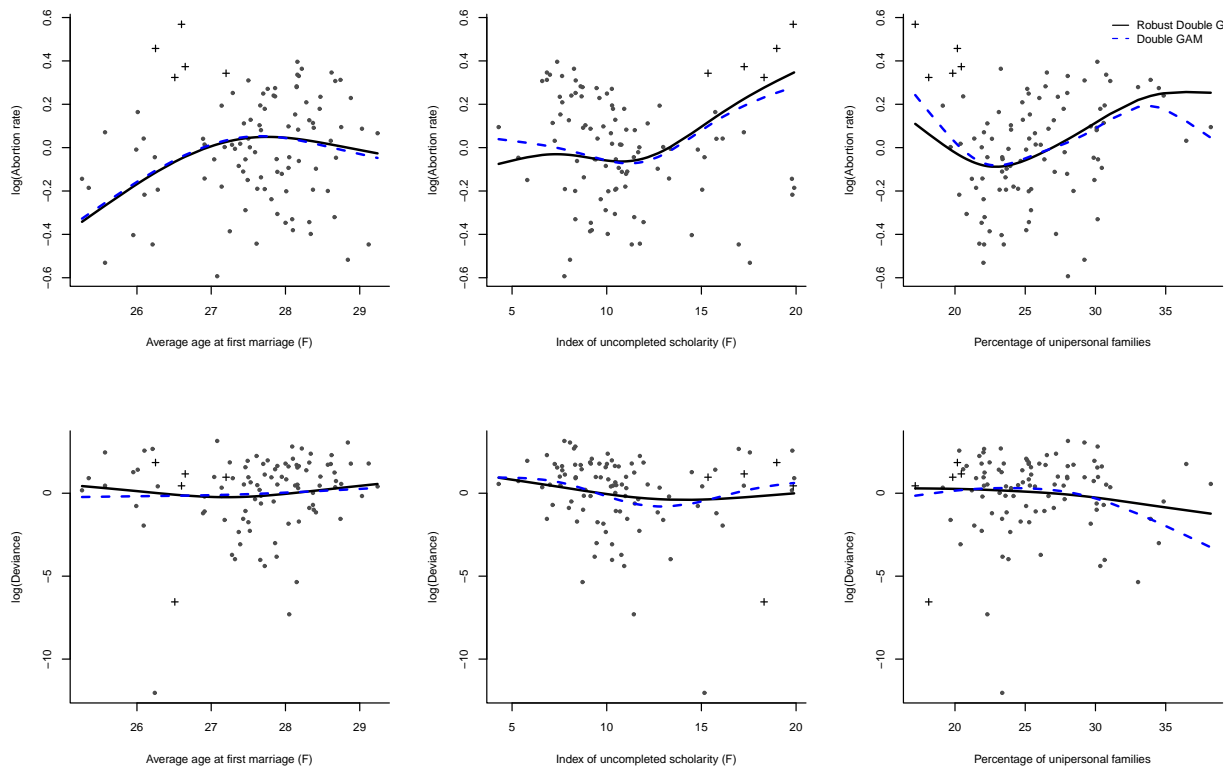 0.6
0.4
0.2
0.0
−0.2
−0.4
−0.6
log(Abortion rate)
26 27 28 29
Average age at first marriage (F)
0.6
0.4
0.2
0.0
−0.2
−0.4
−0.6
log(Abortion rate)
5 10 15 20
Index of uncompleted scholarity (F)
0.6
0.4
0.2
0.0
−0.2
−0.4
−0.6
log(Abortion rate)
20 25 30 35
Percentage of unipersonal families
Robust Double G
Double GAM
0
−5
−10
log(Deviance)
26 27 28 29
Average age at first marriage (F)
0
−5
−10
log(Deviance)
5 10 15 20
Index of uncompleted scholarity (F)
0
−5
−10
log(Deviance)
20 25 30 35
Percentage of unipersonal families